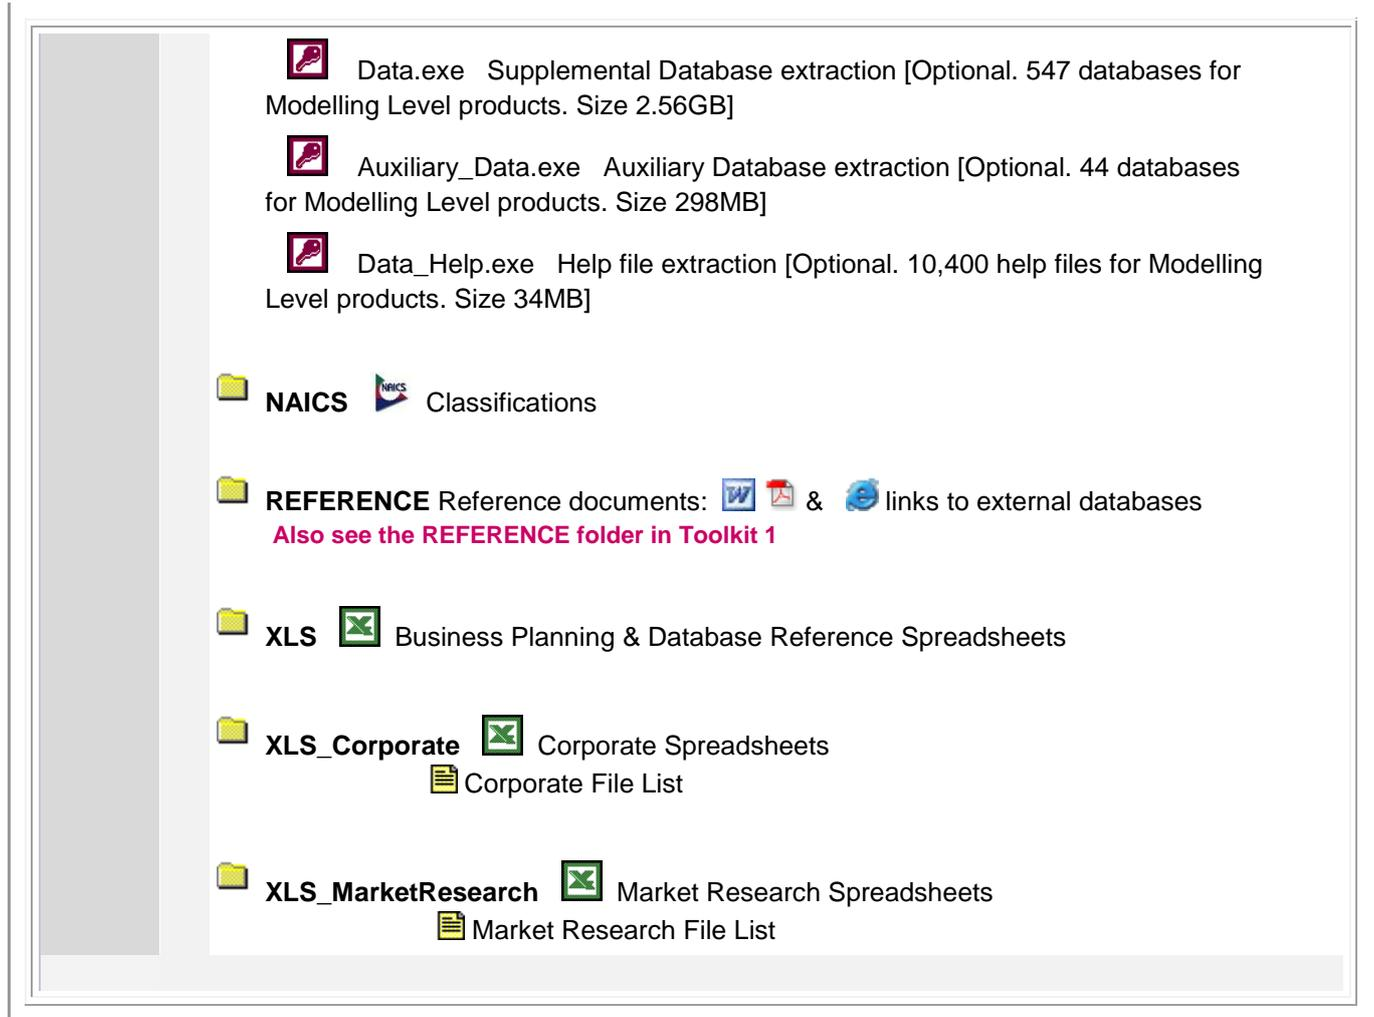 Data.exe Supplemental Database extraction [Optional. 547 databases for
Modelling Level products. Size 2.56GB]
Auxiliary_Data.exe Auxiliary Database extraction [Optional. 44 databases
for Modelling Level products. Size 298MB]
Data_Help.exe Help file extraction [Optional. 10,400 help files for Modelling
Level products. Size 34MB]
NAICS NAICS Classifications
REFERENCE Reference documents: W & links to external databases
Also see the REFERENCE folder in Toolkit 1
XLS Business Planning & Database Reference Spreadsheets
XLS_Corporate Corporate Spreadsheets
Corporate File List
XLS_MarketResearch Market Research Spreadsheets
Market Research File List